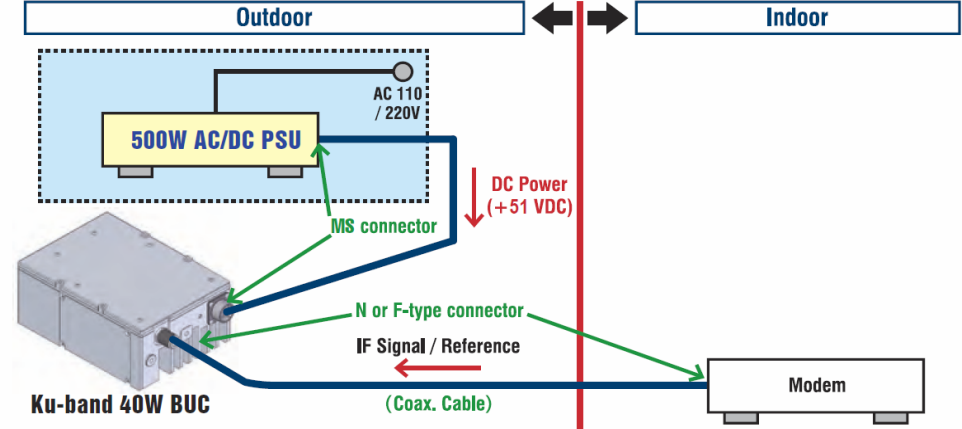 Outdoor
Indoor
AC 110
/ 220V
500W AC/DC PSU
DC Power
(+51 VDC)
MS connector
N or F-type connector
IF Signal / Reference
(Coax. Cable)
Modem
Ku-band 40W BUC